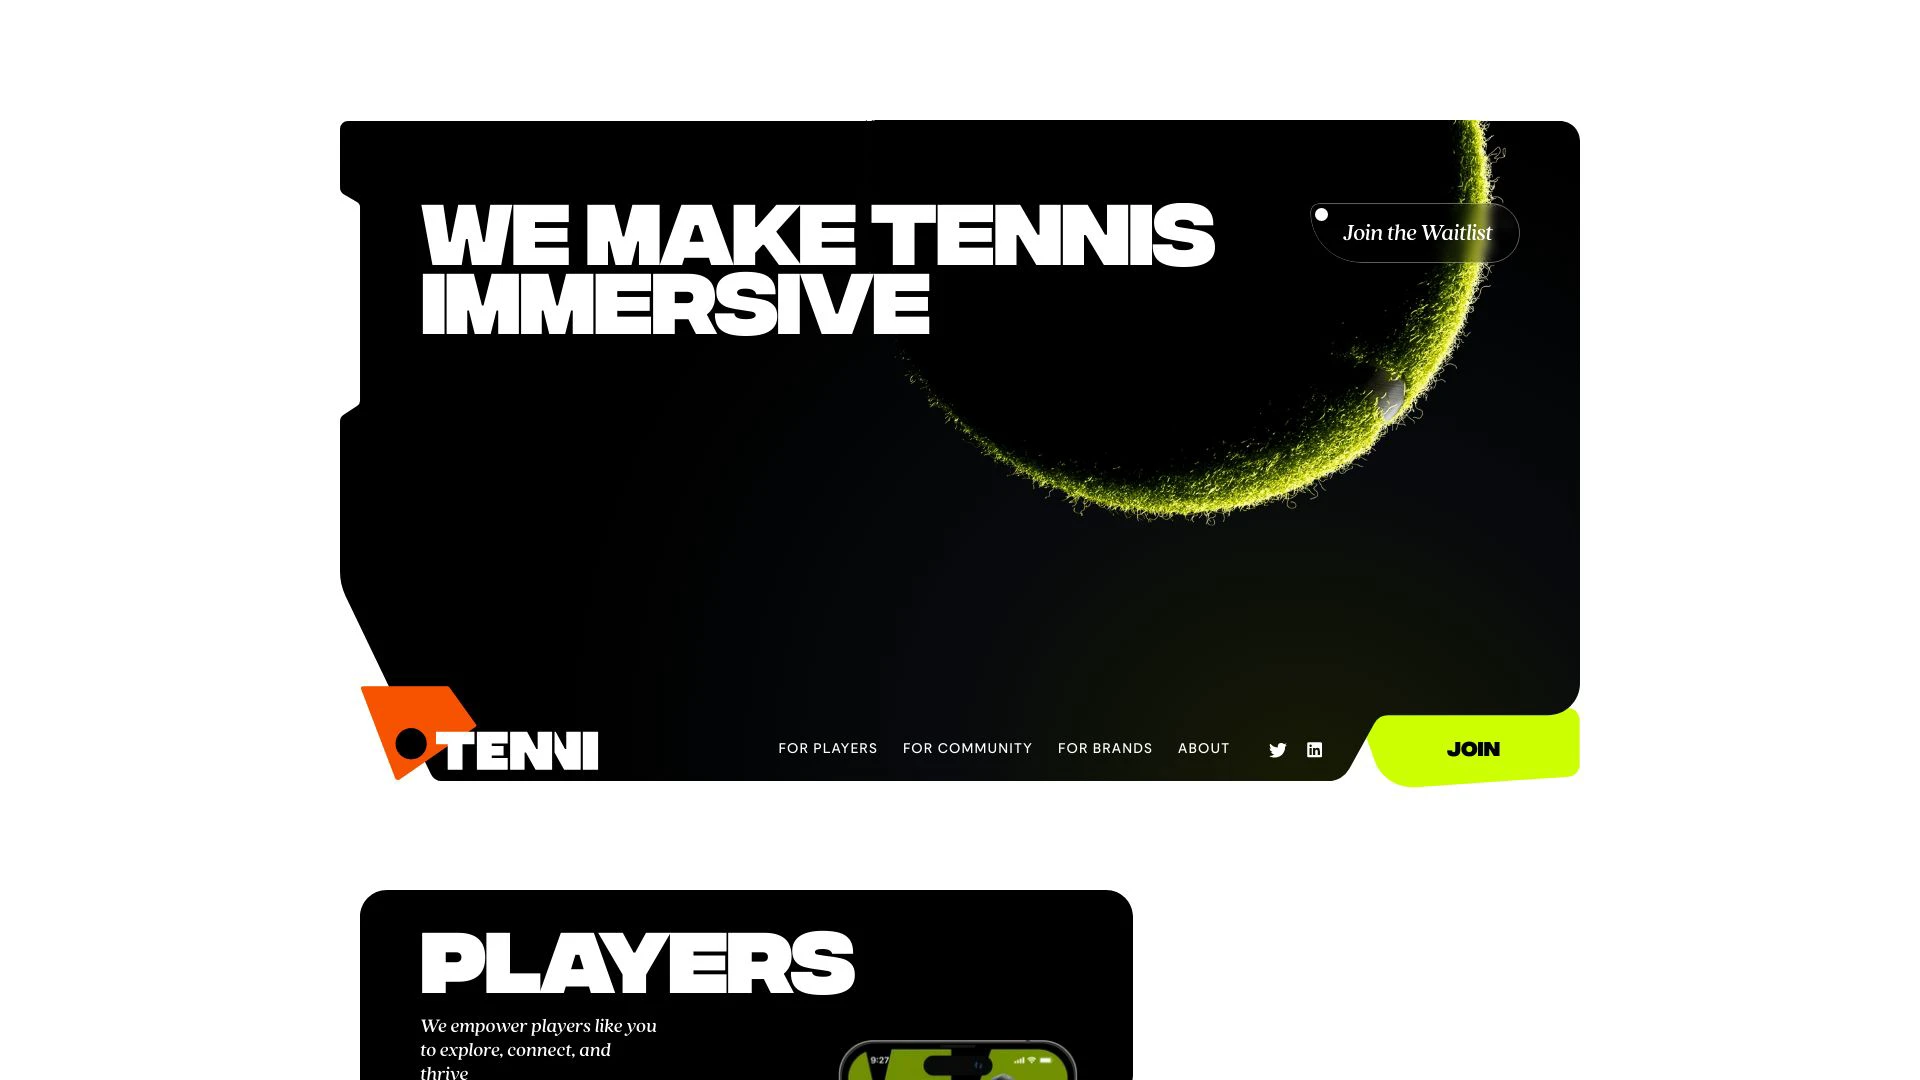 WE MAKE TENNIS
IMMERSIVE
Join the Waitlist
TENNI
FOR PLAYERS
FOR COMMUNITY
FOR BRANDS
ABOUT
JOIN
PLAYERS
We empower players like you
to explore, connect, and
thrive
9:27